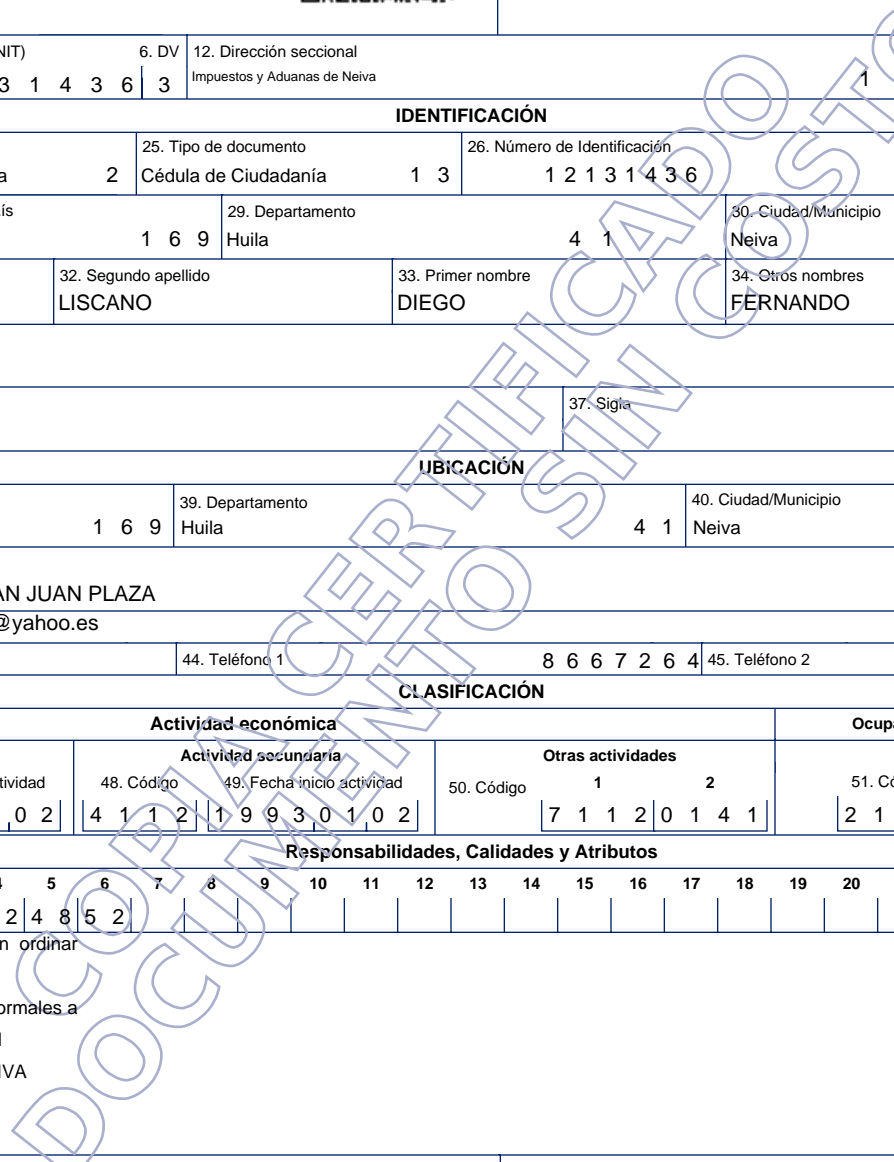 NIT) 6. DV 12. Dirección seccional
3 1 4 3 6 3 Impuestos y Aduanas de Neiva 1
IDENTIFICACIÓN
25. Tipo de documento 26. Número de Identificación
a 2 Cédula de Ciudadanía 1 3 1 2 1 3 1 4 3 6
ís 29. Departamento 30. Ciudad/Municipio
1 6 9 Huila 4 1 Neiva
32. Segundo apellido 33. Primer nombre 34. Otros nombres
LISCANO DIEGO FERNANDO
37. Sigla
UBICACIÓN
39. Departamento 40. Ciudad/Municipio
1 6 9 Huila 4 1 Neiva
AN JUAN PLAZA
@yahoo.es
44. Teléfono 1 8 6 6 7 2 6 4 45. Teléfono 2
CLASIFICACIÓN
Actividad económica Ocupa
Actividad secundaria Otras actividades
tividad 48. Código 49. Fecha inicio actividad 50. Código 1 2 51. Có
0 2 4 1 1 2 1 9 9 3 0 1 0 2 7 1 1 2 0 1 4 1 2 1
Responsabilidades, Calidades y Atributos
4 5 6 7 8 9 10 11 12 13 14 15 16 17 18 19 20
2 4 8 5 2
n ordinar
ormales a
IVA
COPIA CERTIFICADO
DOCUMENTO SIN COSTO